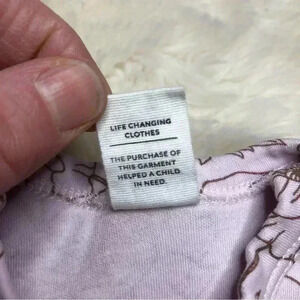 LIFE CHANGING
CLOTHES
THE PURCHASE OF
THIS GARMENT
HELPED A CHILD
IN NEED.